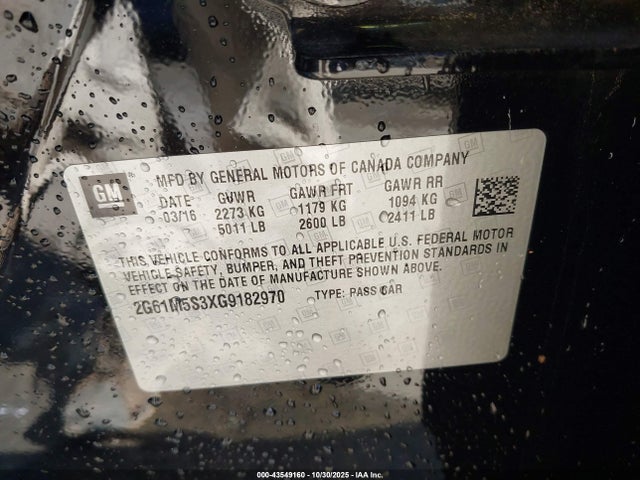 GM
MFD BY GENERAL MOTORS OF CANADA COMPANY
DATE GVWR GAWR FRT GAWR RR
03/16 2273 KG 1179 KG 1094 KG
5011 LB 2600 LB 2411 LB
THIS VEHICLE CONFORMS TO ALL APPLICABLE U.S. FEDERAL MOTOR
VEHICLE SAFETY, BUMPER, AND THEFT PREVENTION STANDARDS IN
EFFECT ON THE DATE OF MANUFACTURE SHOWN ABOVE.
2G61M5S3XG9182970 TYPE: PASS CAR
000-43549160 - 10/30/2025 - IAA Inc.